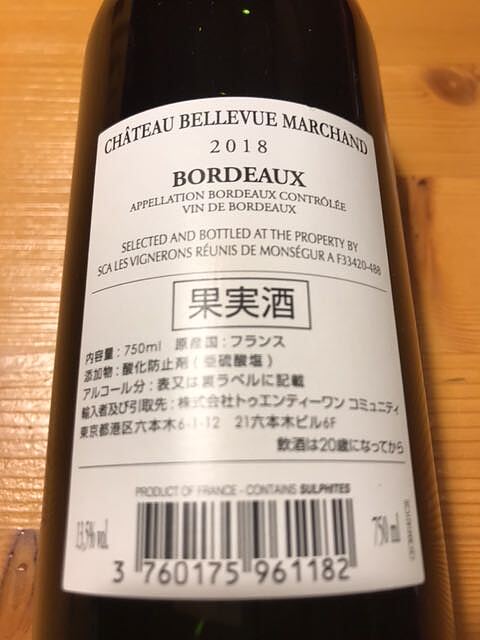 CHÂTEAU BELLEVUE MARCHAND
2018
BORDEAUX
APPELLATION BORDEAUX CONTRÔLÉE
VIN DE BORDEAUX
SELECTED AND BOTTLED AT THE PROPERTY BY
SCA LES VIGNERONS RÉUNIS DE MONSÉGUR A F33420-488
果実酒
内容量：750ml 原産国：フランス
添加物：酸化防止剤（亜硫酸塩）
アルコール分：表又は裏ラベルに記載
輸入者及び引取先：株式会社トゥエンティーワン コミュニティ
東京都港区六本木6-1-12 21六本木ビル6F
飲酒は20歳になってから
PRODUCT OF FRANCE - CONTAINS SULPHITES
13,5% vol.
750 ml
3 760175 961182